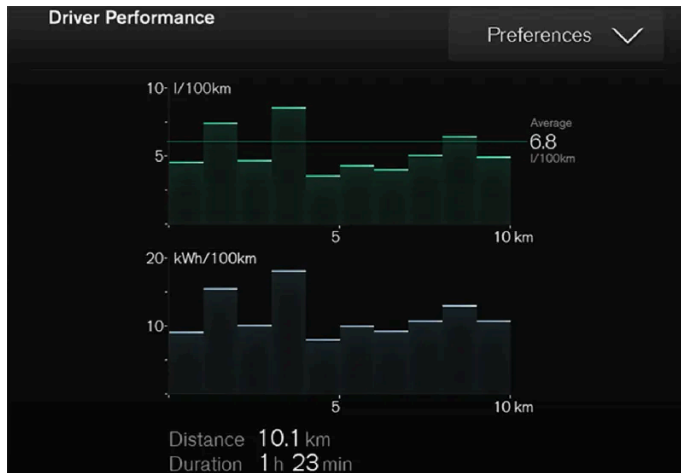 Driver Performance
Preferences
10 l/100km
5
Average
6.8
l/100km
5 10 km
20 kWh/100km
10
5 10 km
Distance 10.1 km
Duration 1 h 23 min